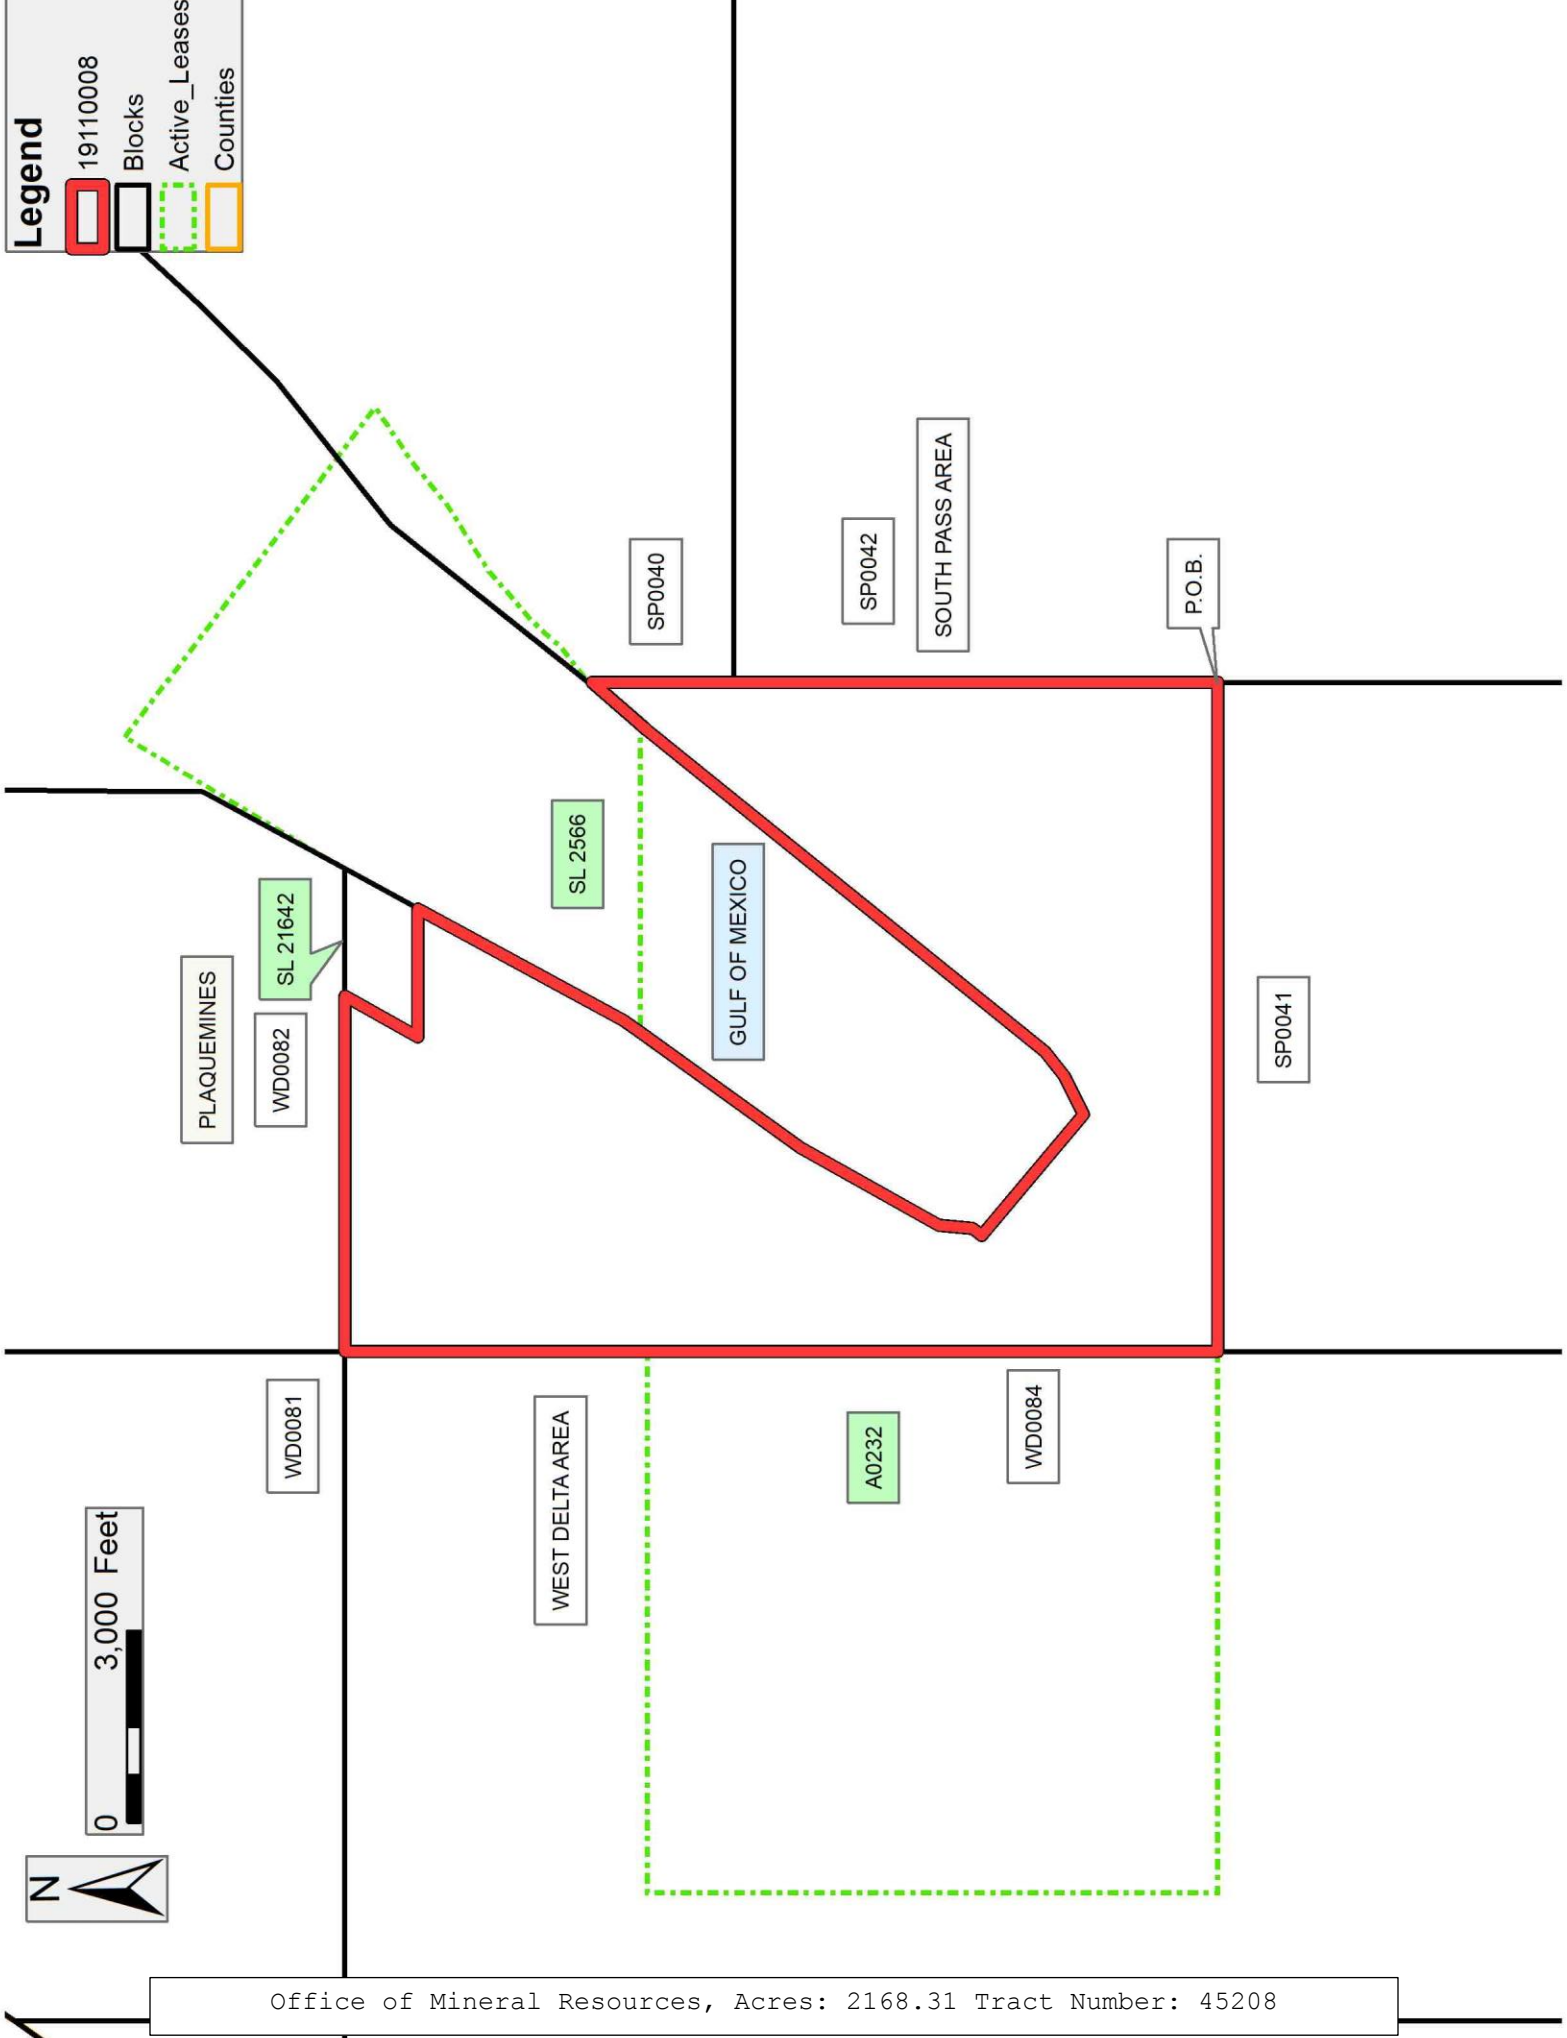 Legend
19110008
Blocks
Active_Leases
Counties
N
0 3,000 Feet
PLAQUEMINES
SL 21642
WD0082
WD0081
SL 2566
WEST DELTA AREA
SP0040
GULF OF MEXICO
SP0042
SOUTH PASS AREA
A0232
WD0084
P.O.B.
SP0041
Office of Mineral Resources, Acres: 2168.31 Tract Number: 45208